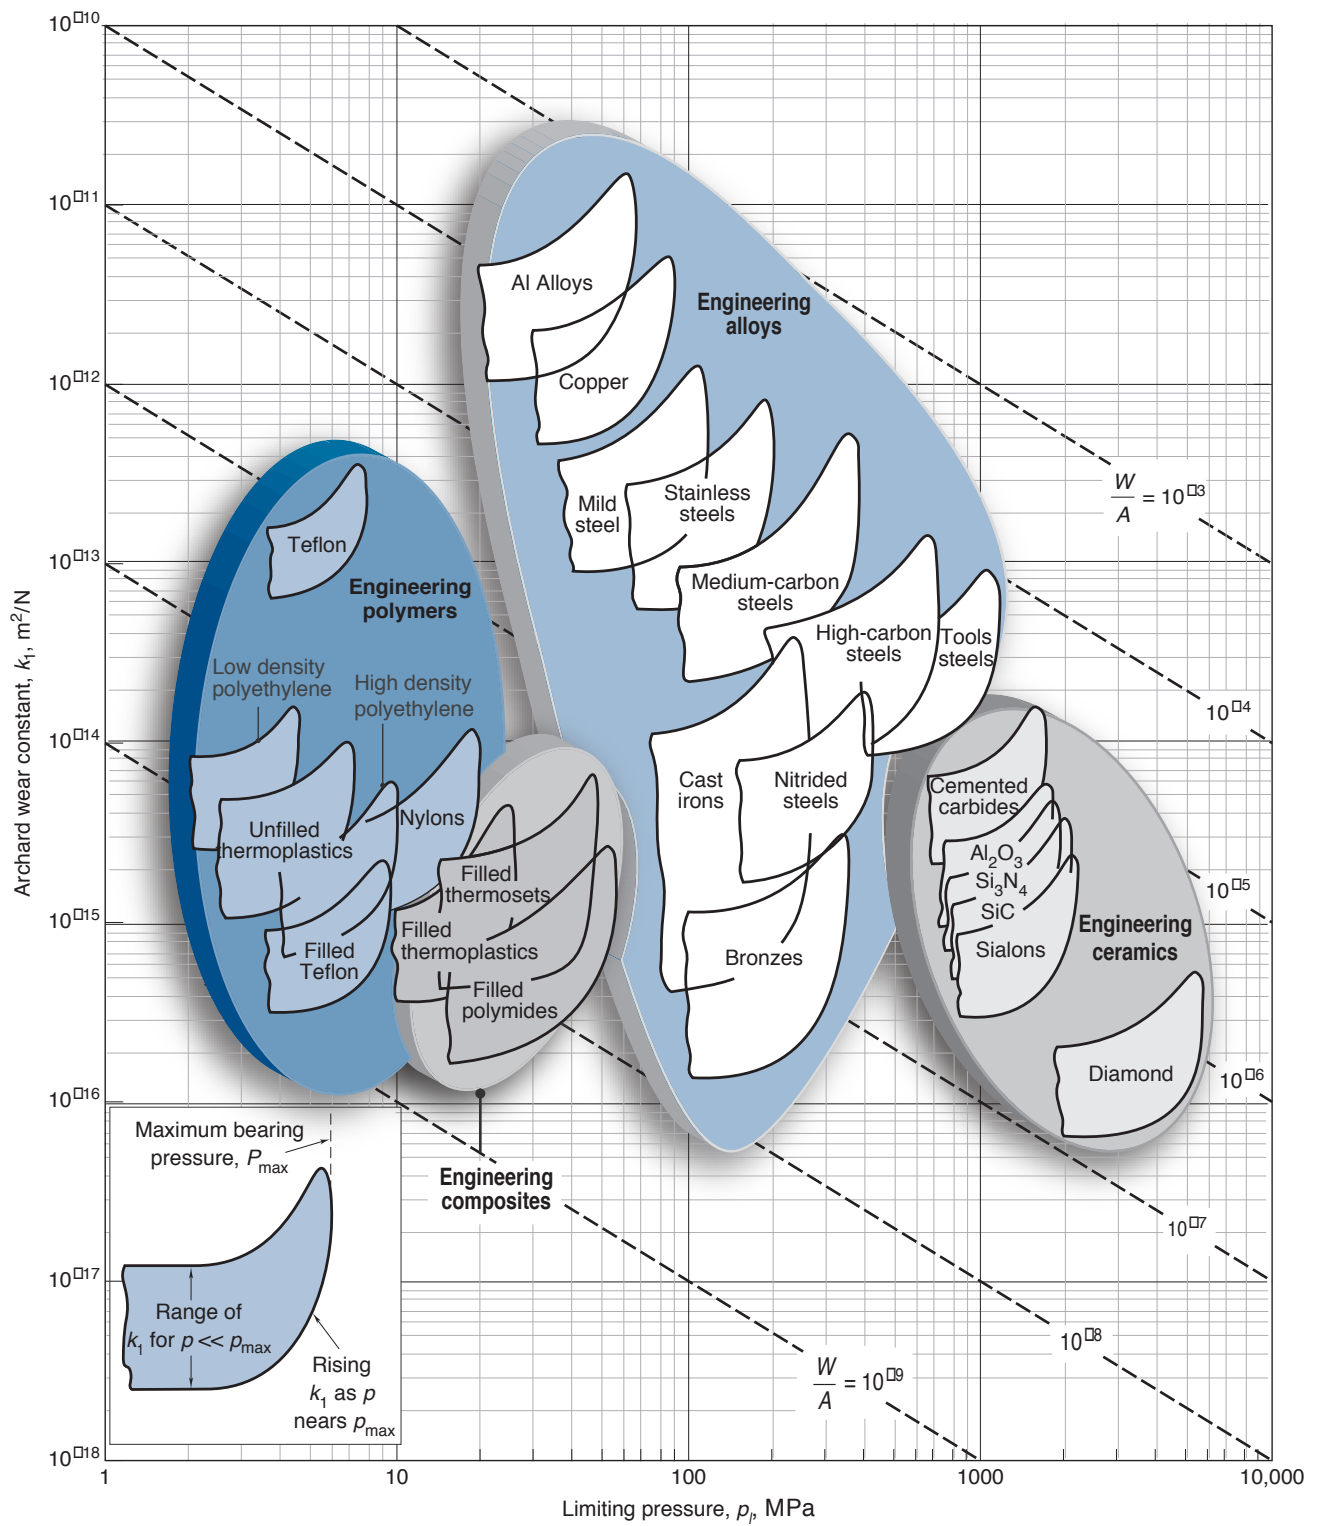 10□10
10□11
10□12
10□13
10□14
10□15
10□16
10□17
10□18
Archard wear constant, k1, m2/N
1
10
100
1000
10,000
Limiting pressure, pl, MPa
Al Alloys
Engineering
alloys
Copper
Mild
steel
Stainless
steels
W
A
= 10□3
Teflon
Engineering
polymers
Medium-carbon
steels
High-carbon
steels
Tools
steels
Low density
polyethylene
High density
polyethylene
10□4
Cast
irons
Nitrided
steels
Cemented
carbides
Unfilled
thermoplastics
Nylons
Al2O3
Si3N4
SiC
Sialons
10□5
Filled
thermosets
Filled
thermoplastics
Filled
Teflon
Filled
polymides
Bronzes
Engineering
ceramics
Diamond
10□6
Maximum bearing
pressure, Pmax
Engineering
composites
10□7
Range of
k1 for p << pmax
Rising
k1 as p
nears pmax
10□8
W
A
= 10□9